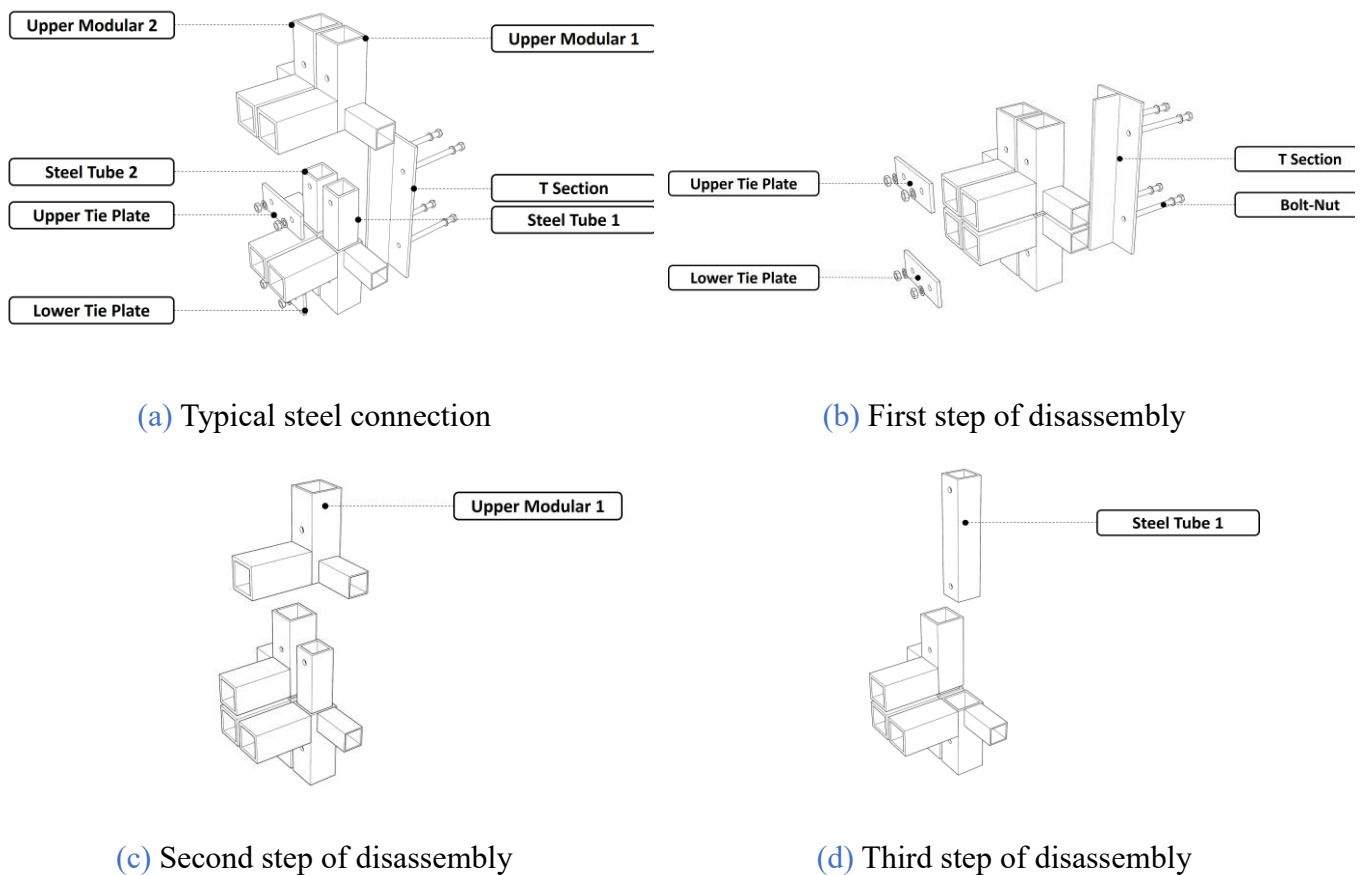 Upper Modular 2
Upper Modular 1
Steel Tube 2
Upper Tie Plate
T Section
Steel Tube 1
Lower Tie Plate
(a) Typical steel connection
Upper Tie Plate
T Section
Bolt-Nut
Lower Tie Plate
(b) First step of disassembly
Upper Modular 1
(c) Second step of disassembly
Steel Tube 1
(d) Third step of disassembly